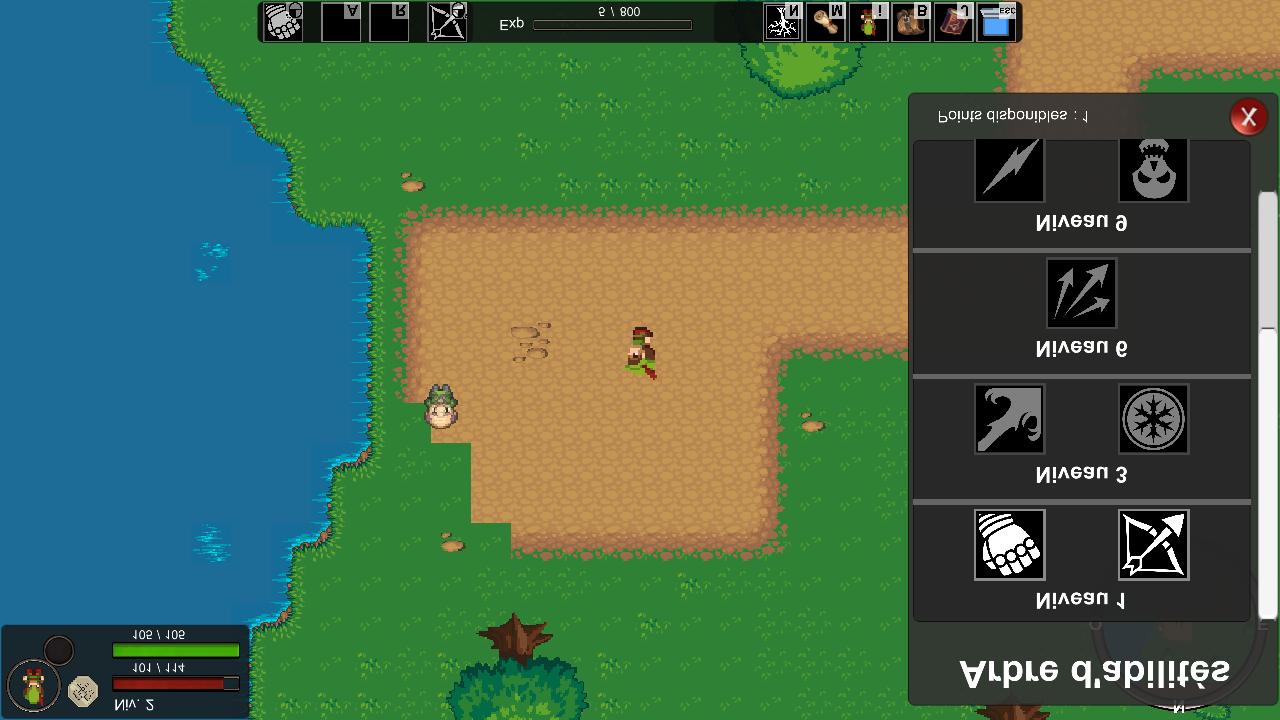 Niv. 2
101 / 114
105 / 105
N
Arbre d'abilités
Niveau 1
Niveau 3
Niveau 6
Niveau 9
Points disponibles : 1
X
A
R
Exp
5 / 800
N
M
I
B
J
ESC